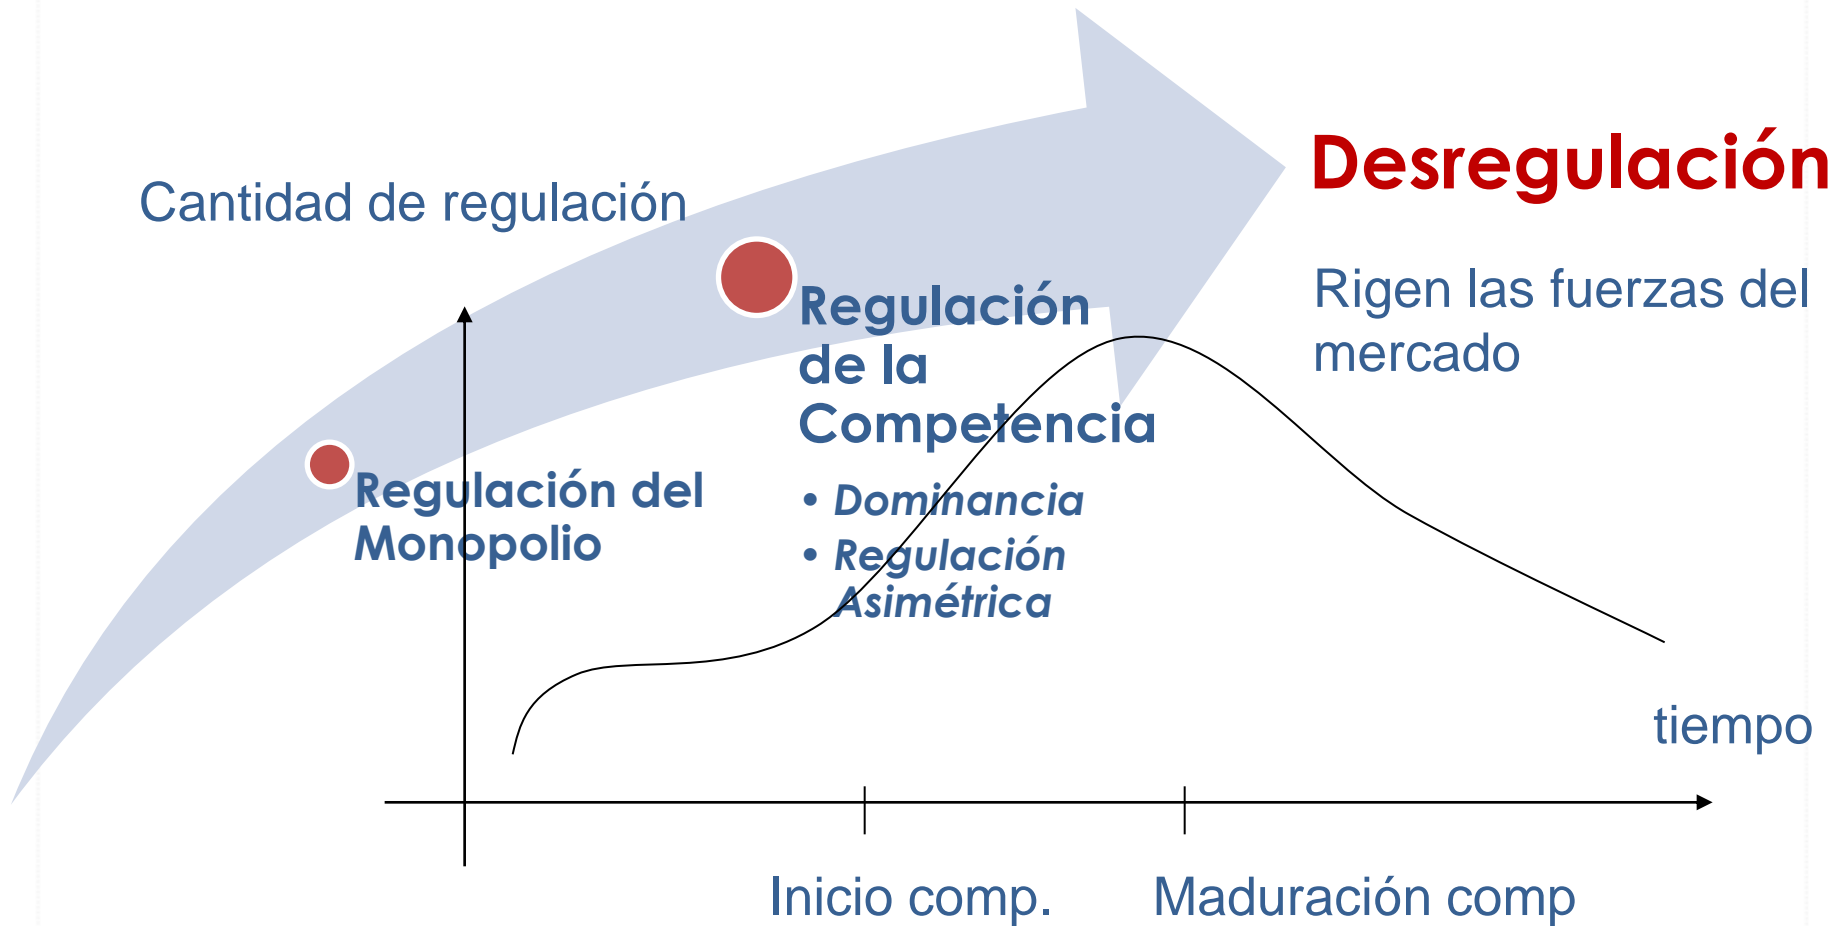 Desregulación
Cantidad de regulación
Rigen las fuerzas del
mercado
Regulación
de la
Competencia
• Dominancia
• Regulación
Asimétrica
Regulación del
Monopolio
tiempo
Inicio comp.
Maduración comp